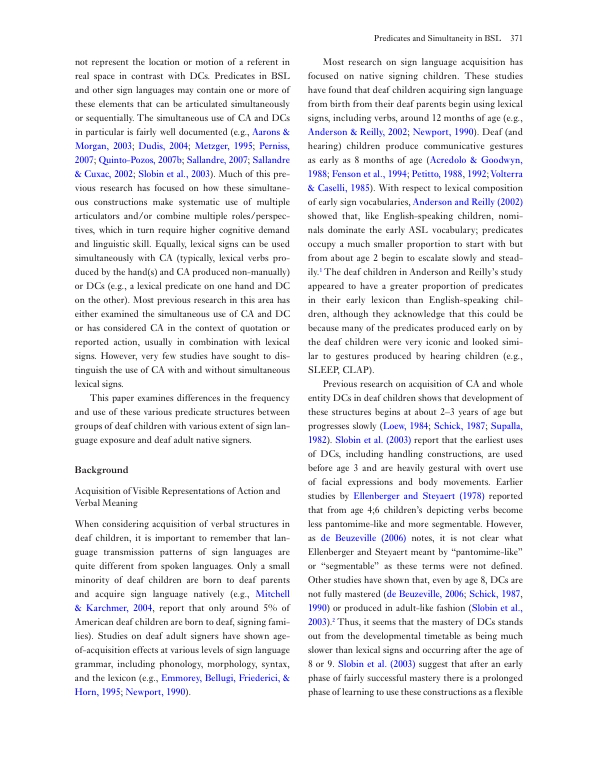 Predicates and Simultaneity in BSL 371
not represent the location or motion of a referent in
real space in contrast with DCs. Predicates in BSL
and other sign languages may contain one or more of
these elements that can be articulated simultaneously
or sequentially. The simultaneous use of CA and DCs
in particular is fairly well documented (e.g., Aarons &
Morgan, 2003; Dudis, 2004; Metzger, 1995; Perniss,
2007; Quinto-Pozos, 2007b; Sallandre, 2007; Sallandre
& Cuxac, 2002; Slobin et al., 2003). Much of this pre-
vious research has focused on how these simultane-
ous constructions make systematic use of multiple
articulators and/or combine multiple roles/perspec-
tives, which in turn require higher cognitive demand
and linguistic skill. Equally, lexical signs can be used
simultaneously with CA (typically, lexical verbs pro-
duced by the hand(s) and CA produced non-manually)
or DCs (e.g., a lexical predicate on one hand and DC
on the other). Most previous research in this area has
either examined the simultaneous use of CA and DC
or has considered CA in the context of quotation or
reported action, usually in combination with lexical
signs. However, very few studies have sought to dis-
tinguish the use of CA with and without simultaneous
lexical signs.
This paper examines differences in the frequency
and use of these various predicate structures between
groups of deaf children with various extent of sign lan-
guage exposure and deaf adult native signers.
Background
Acquisition of Visible Representations of Action and
Verbal Meaning
When considering acquisition of verbal structures in
deaf children, it is important to remember that lan-
guage transmission patterns of sign languages are
quite different from spoken languages. Only a small
minority of deaf children are born to deaf parents
and acquire sign language natively (e.g., Mitchell
& Karchmer, 2004, report that only around 5% of
American deaf children are born to deaf, signing fami-
lies). Studies on deaf adult signers have shown age-
of-acquisition effects at various levels of sign language
grammar, including phonology, morphology, syntax,
and the lexicon (e.g., Emmorey, Bellugi, Friederici, &
Horn, 1995; Newport, 1990).
Most research on sign language acquisition has
focused on native signing children. These studies
have found that deaf children acquiring sign language
from birth from their deaf parents begin using lexical
signs, including verbs, around 12 months of age (e.g.,
Anderson & Reilly, 2002; Newport, 1990). Deaf (and
hearing) children produce communicative gestures
as early as 8 months of age (Acredolo & Goodwyn,
1988; Fenson et al., 1994; Petitto, 1988, 1992; Volterra
& Caselli, 1985). With respect to lexical composition
of early sign vocabularies, Anderson and Reilly (2002)
showed that, like English-speaking children, nomi-
nals dominate the early ASL vocabulary; predicates
occupy a much smaller proportion to start with but
from about age 2 begin to escalate slowly and stead-
ily.1 The deaf children in Anderson and Reilly's study
appeared to have a greater proportion of predicates
in their early lexicon than English-speaking chil-
dren, although they acknowledge that this could be
because many of the predicates produced early on by
the deaf children were very iconic and looked simi-
lar to gestures produced by hearing children (e.g.,
SLEEP, CLAP).
Previous research on acquisition of CA and whole
entity DCs in deaf children shows that development of
these structures begins at about 2–3 years of age but
progresses slowly (Loew, 1984; Schick, 1987; Supalla,
1982). Slobin et al. (2003) report that the earliest uses
of DCs, including handling constructions, are used
before age 3 and are heavily gestural with overt use
of facial expressions and body movements. Earlier
studies by Ellenberger and Steyaert (1978) reported
that from age 4;6 children's depicting verbs become
less pantomime-like and more segmentable. However,
as de Beuzeville (2006) notes, it is not clear what
Ellenberger and Steyaert meant by “pantomime-like”
or “segmentable” as these terms were not defined.
Other studies have shown that, even by age 8, DCs are
not fully mastered (de Beuzeville, 2006; Schick, 1987,
1990) or produced in adult-like fashion (Slobin et al.,
2003).2 Thus, it seems that the mastery of DCs stands
out from the developmental timetable as being much
slower than lexical signs and occurring after the age of
8 or 9. Slobin et al. (2003) suggest that after an early
phase of fairly successful mastery there is a prolonged
phase of learning to use these constructions as a flexible